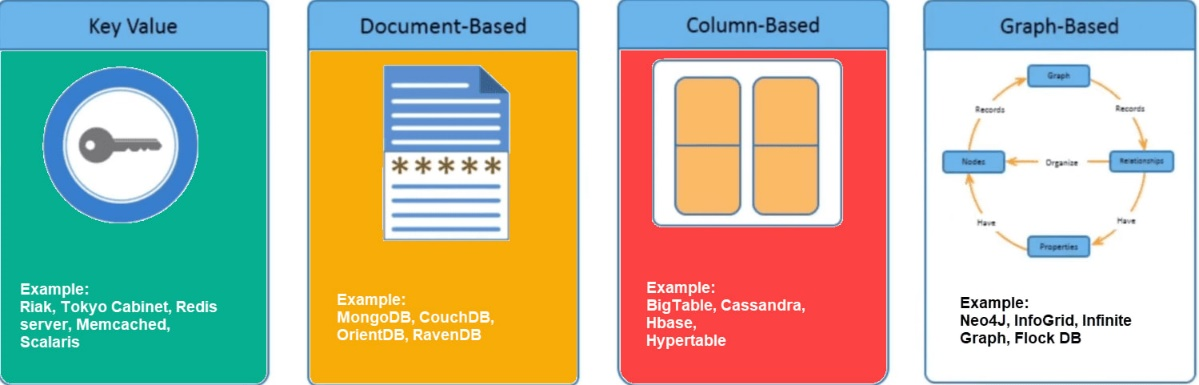 Key Value
Example:
Riak, Tokyo Cabinet, Redis
server, Memcached,
Scalaris
Document-Based
*****
Example:
MongoDB, CouchDB,
OrientDB, RavenDB
Column-Based
Example:
BigTable, Cassandra,
Hbase,
Hypertable
Graph-Based
Graph
Records
Records
Nodes
Organize
Relationships
Have
Have
Properties
Example:
Neo4J, InfoGrid, Infinite
Graph, Flock DB